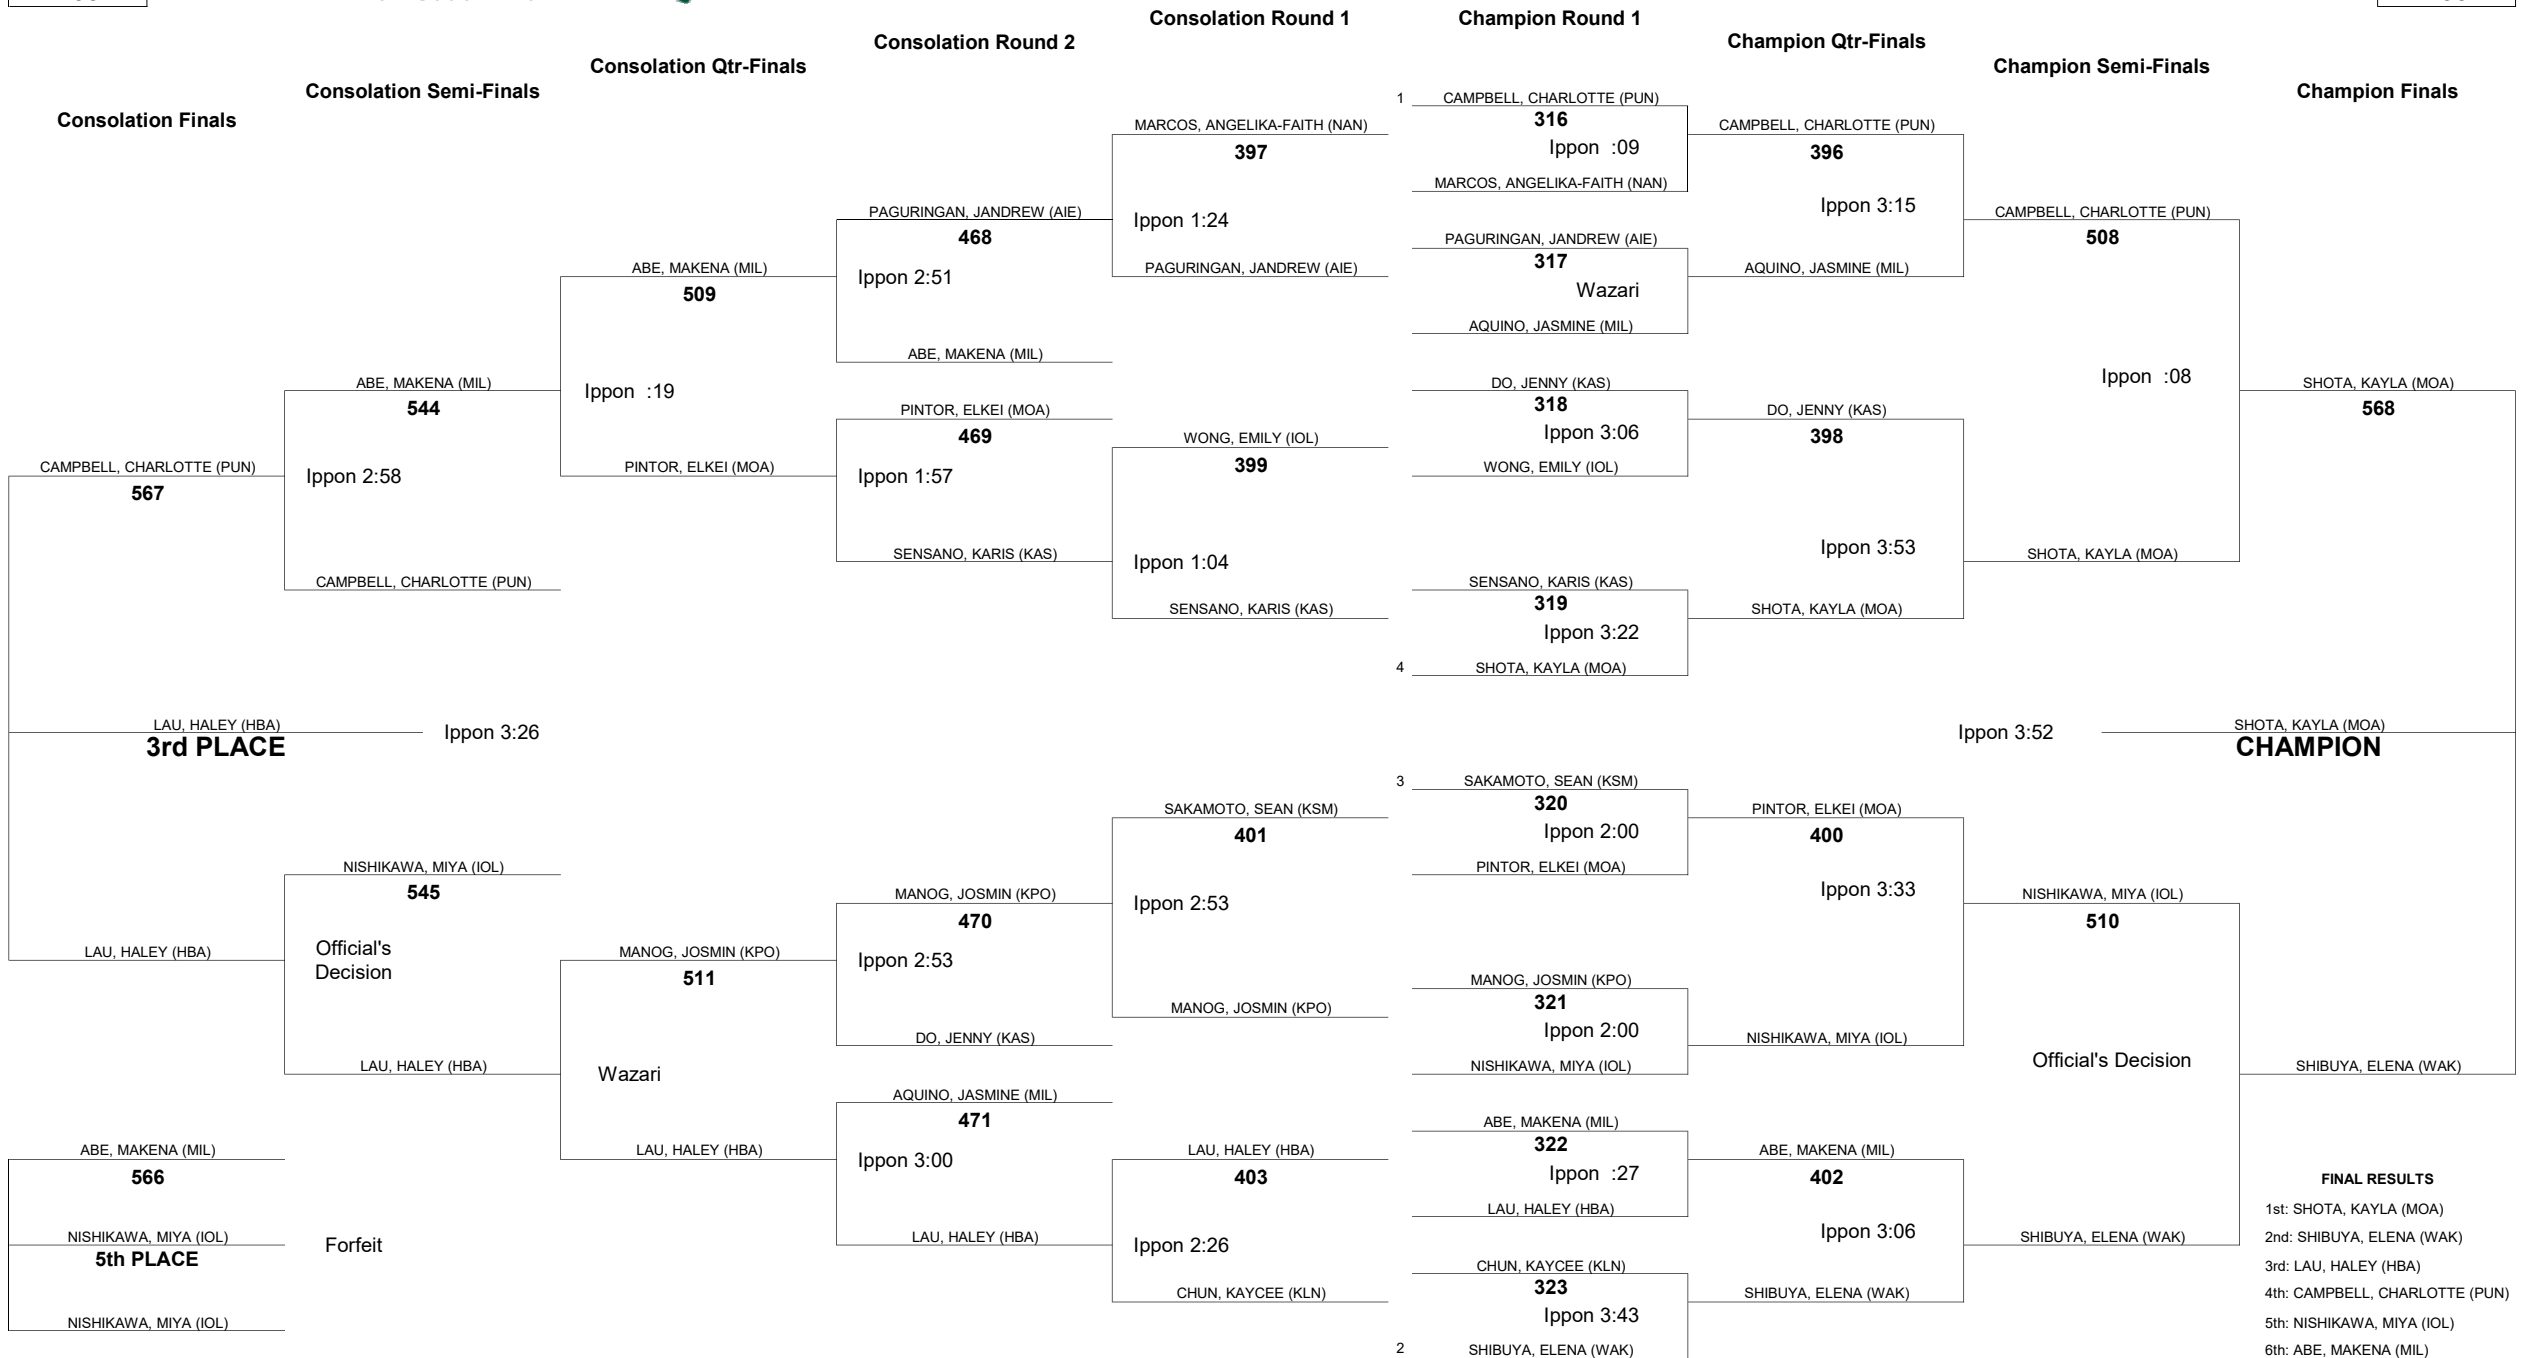 Consolation Round 1
Champion Round 1
Consolation Round 2
Champion Qtr-Finals
Consolation Qtr-Finals
Champion Semi-Finals
Consolation Semi-Finals
Champion Finals
Consolation Finals
CAMPBELL, CHARLOTTE (PUN)
567
LAU, HALEY (HBA)
3rd PLACE
Ippon 3:26
LAU, HALEY (HBA)
ABE, MAKENA (MIL)
566
NISHIKAWA, MIYA (IOL)
5th PLACE
Forfeit
NISHIKAWA, MIYA (IOL)
ABE, MAKENA (MIL)
544
Ippon 2:58
CAMPBELL, CHARLOTTE (PUN)
NISHIKAWA, MIYA (IOL)
545
Official's
Decision
LAU, HALEY (HBA)
ABE, MAKENA (MIL)
509
Ippon :19
PINTOR, ELKEI (MOA)
MANOG, JOSMIN (KPO)
511
Wazari
LAU, HALEY (HBA)
PAGURINGAN, JANDREW (AIE)
468
Ippon 2:51
ABE, MAKENA (MIL)
PINTOR, ELKEI (MOA)
469
Ippon 1:57
SENSANO, KARIS (KAS)
MANOG, JOSMIN (KPO)
470
Ippon 2:53
DO, JENNY (KAS)
AQUINO, JASMINE (MIL)
471
Ippon 3:00
LAU, HALEY (HBA)
MARCOS, ANGELIKA-FAITH (NAN)
397
Ippon 1:24
PAGURINGAN, JANDREW (AIE)
WONG, EMILY (IOL)
399
Ippon 1:04
SENSANO, KARIS (KAS)
SAKAMOTO, SEAN (KSM)
401
Ippon 2:53
MANOG, JOSMIN (KPO)
LAU, HALEY (HBA)
403
Ippon 2:26
CHUN, KAYCEE (KLN)
1 CAMPBELL, CHARLOTTE (PUN)
316
Ippon :09
MARCOS, ANGELIKA-FAITH (NAN)
PAGURINGAN, JANDREW (AIE)
317
Wazari
AQUINO, JASMINE (MIL)
DO, JENNY (KAS)
318
Ippon 3:06
WONG, EMILY (IOL)
SENSANO, KARIS (KAS)
319
Ippon 3:22
4 SHOTA, KAYLA (MOA)
3 SAKAMOTO, SEAN (KSM)
320
Ippon 2:00
PINTOR, ELKEI (MOA)
MANOG, JOSMIN (KPO)
321
Ippon 2:00
NISHIKAWA, MIYA (IOL)
ABE, MAKENA (MIL)
322
Ippon :27
LAU, HALEY (HBA)
CHUN, KAYCEE (KLN)
323
Ippon 3:43
2 SHIBUYA, ELENA (WAK)
CAMPBELL, CHARLOTTE (PUN)
396
Ippon 3:15
AQUINO, JASMINE (MIL)
DO, JENNY (KAS)
398
Ippon 3:53
SHOTA, KAYLA (MOA)
PINTOR, ELKEI (MOA)
400
Ippon 3:33
NISHIKAWA, MIYA (IOL)
ABE, MAKENA (MIL)
402
Ippon 3:06
SHIBUYA, ELENA (WAK)
CAMPBELL, CHARLOTTE (PUN)
508
Ippon :08
SHOTA, KAYLA (MOA)
NISHIKAWA, MIYA (IOL)
510
Official's Decision
SHIBUYA, ELENA (WAK)
SHOTA, KAYLA (MOA)
568
Ippon 3:52
SHOTA, KAYLA (MOA)
CHAMPION
SHIBUYA, ELENA (WAK)
FINAL RESULTS
1st: SHOTA, KAYLA (MOA)
2nd: SHIBUYA, ELENA (WAK)
3rd: LAU, HALEY (HBA)
4th: CAMPBELL, CHARLOTTE (PUN)
5th: NISHIKAWA, MIYA (IOL)
6th: ABE, MAKENA (MIL)